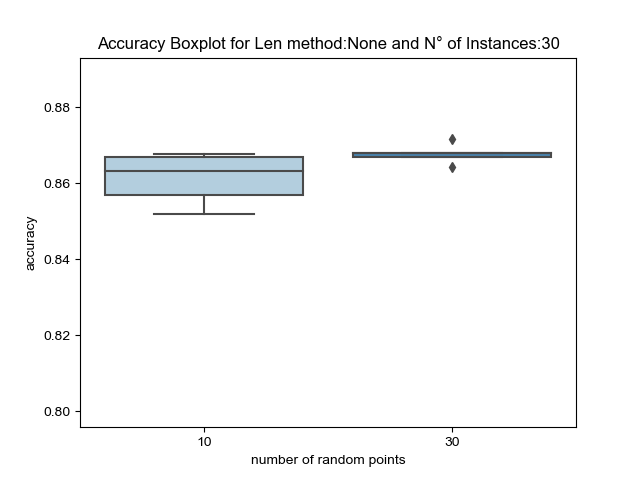 Accuracy Boxplot for Len method:None and N° of Instances:30
0.88
0.86
0.84
0.82
0.80
accuracy
10
30
number of random points